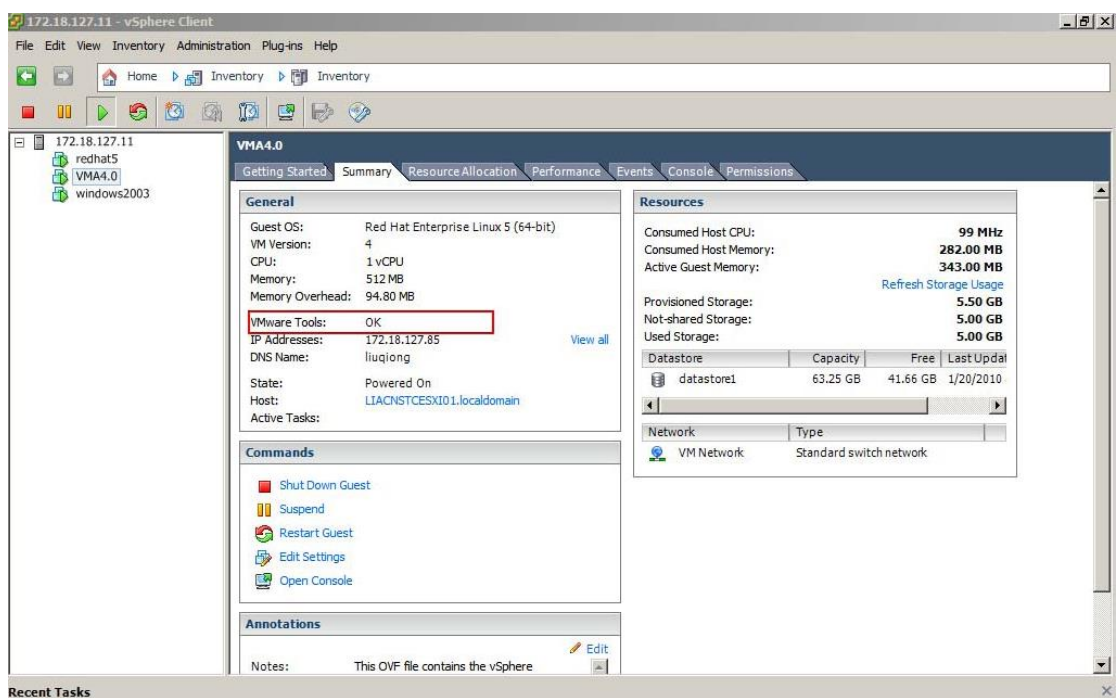 172.18.127.11 - vSphere Client
File Edit View Inventory Administration Plug-ins Help
Home Inventory Inventory
172.18.127.11
redhat5
VMA4.0
windows2003
VMA4.0
Getting Started Summary Resource Allocation Performance Events Console Permissions
General
Guest OS: Red Hat Enterprise Linux 5 (64-bit)
VM Version: 4
CPU: 1 vCPU
Memory: 512 MB
Memory Overhead: 94.80 MB
VMware Tools: OK
IP Addresses: 172.18.127.85 View all
DNS Name: liuqiong
State: Powered On
Host: LIACNSTCESXI01.localdomain
Active Tasks:
Commands
Shut Down Guest
Suspend
Restart Guest
Edit Settings
Open Console
Annotations
Edit
Notes: This OVF file contains the vSphere
Resources
Consumed Host CPU: 99 MHz
Consumed Host Memory: 282.00 MB
Active Guest Memory: 343.00 MB
Refresh Storage Usage
Provisioned Storage: 5.50 GB
Not-shared Storage: 5.00 GB
Used Storage: 5.00 GB
Datastore Capacity Free Last Updat
datastore1 63.25 GB 41.66 GB 1/20/2010
Network Type
VM Network Standard switch network
Recent Tasks